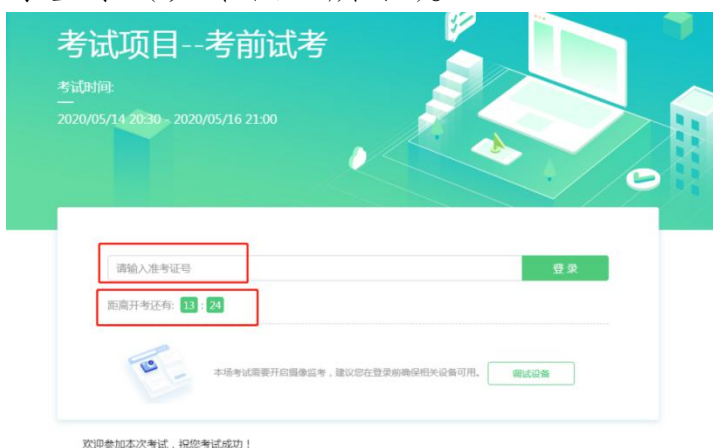 考试项目--考前试考
考试时间:
2020/05/14 20:30 - 2020/05/16 21:00
请输入准考证号
登 录
距离开考还有: 13 : 24
本场考试需要开启摄像监考，建议您在登录前确保相关设备可用。
调试设备
欢迎参加本次考试，祝您考试成功！